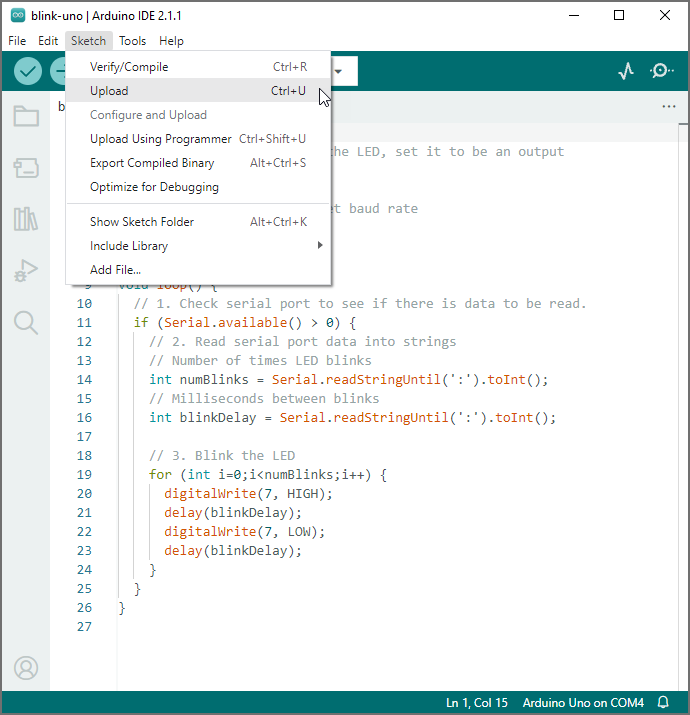 blink-uno | Arduino IDE 2.1.1
File Edit Sketch Tools Help
Verify/Compile Ctrl+R
Upload Ctrl+U
Configure and Upload
Upload Using Programmer Ctrl+Shift+U
Export Compiled Binary Alt+Ctrl+S
Optimize for Debugging
Show Sketch Folder Alt+Ctrl+K
Include Library
Add File...
b
the LED, set it to be an output
et baud rate
9 void loop() {
10 // 1. Check serial port to see if there is data to be read.
11 if (Serial.available() > 0) {
12 // 2. Read serial port data into strings
13 // Number of times LED blinks
14 int numBlinks = Serial.readStringUntil(':').toInt();
15 // Milliseconds between blinks
16 int blinkDelay = Serial.readStringUntil(':').toInt();
17
18 // 3. Blink the LED
19 for (int i=0;i<numBlinks;i++) {
20 digitalWrite(7, HIGH);
21 delay(blinkDelay);
22 digitalWrite(7, LOW);
23 delay(blinkDelay);
24 }
25 }
26 }
27
Ln 1, Col 15 Arduino Uno on COM4